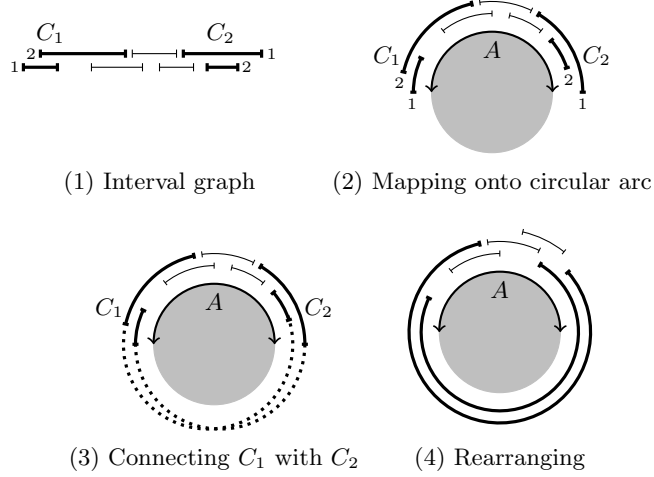 C₁ C₂
2 1
1 2
A
C₁ C₂
2 2
1 1
(1) Interval graph (2) Mapping onto circular arc
A A
C₁ C₂
(3) Connecting C₁ with C₂ (4) Rearranging